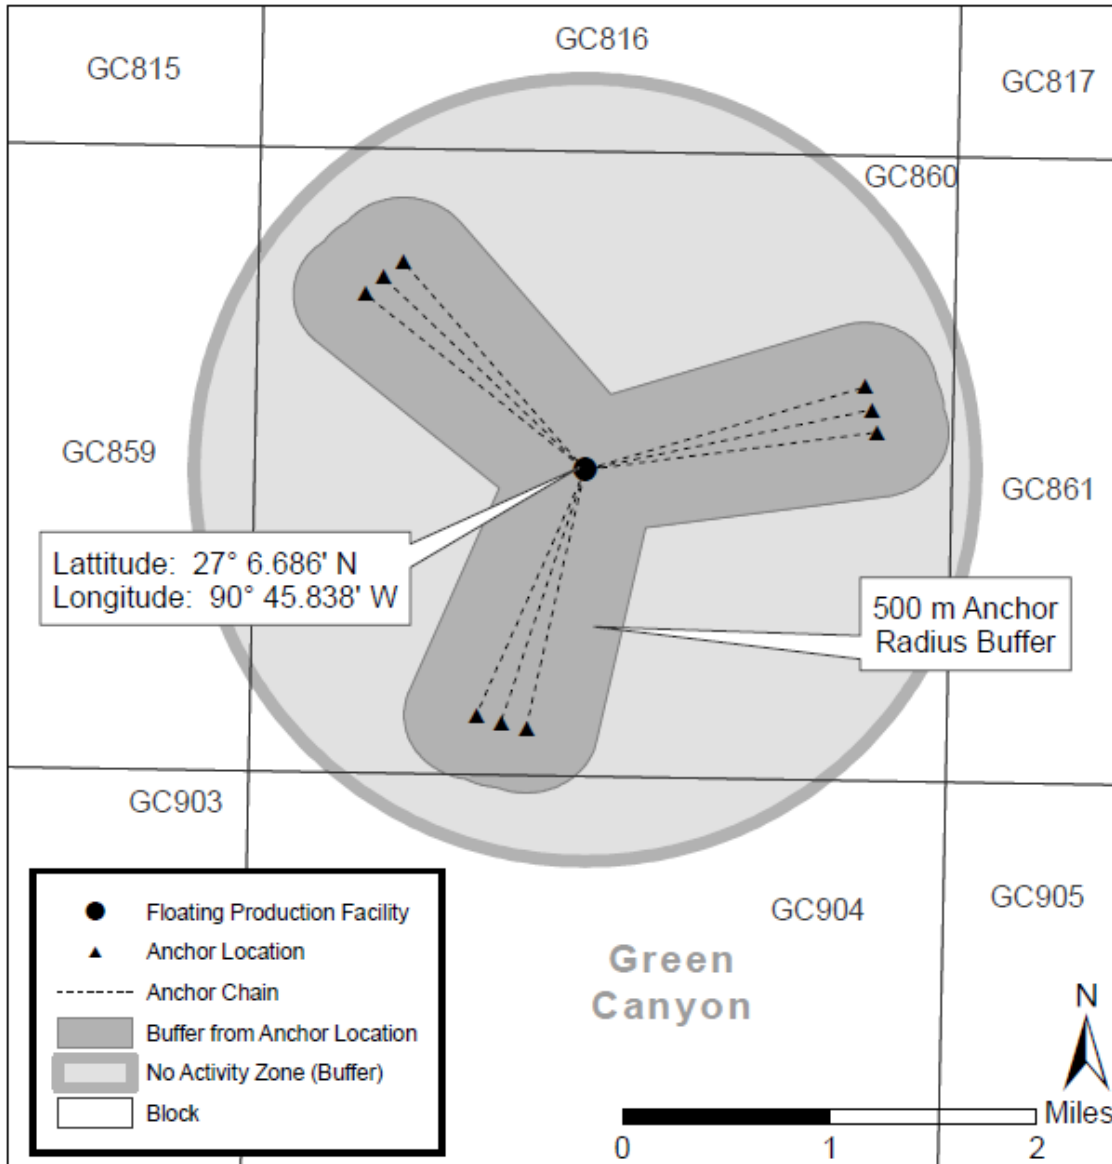 GC816
GC815
GC817
GC860
GC859
GC861
Lattitude: 27° 6.686' N
Longitude: 90° 45.838' W
500 m Anchor
Radius Buffer
GC903
GC904
GC905
Floating Production Facility
Anchor Location
Anchor Chain
Buffer from Anchor Location
No Activity Zone (Buffer)
Block
Green
Canyon
N
Miles
0 1 2